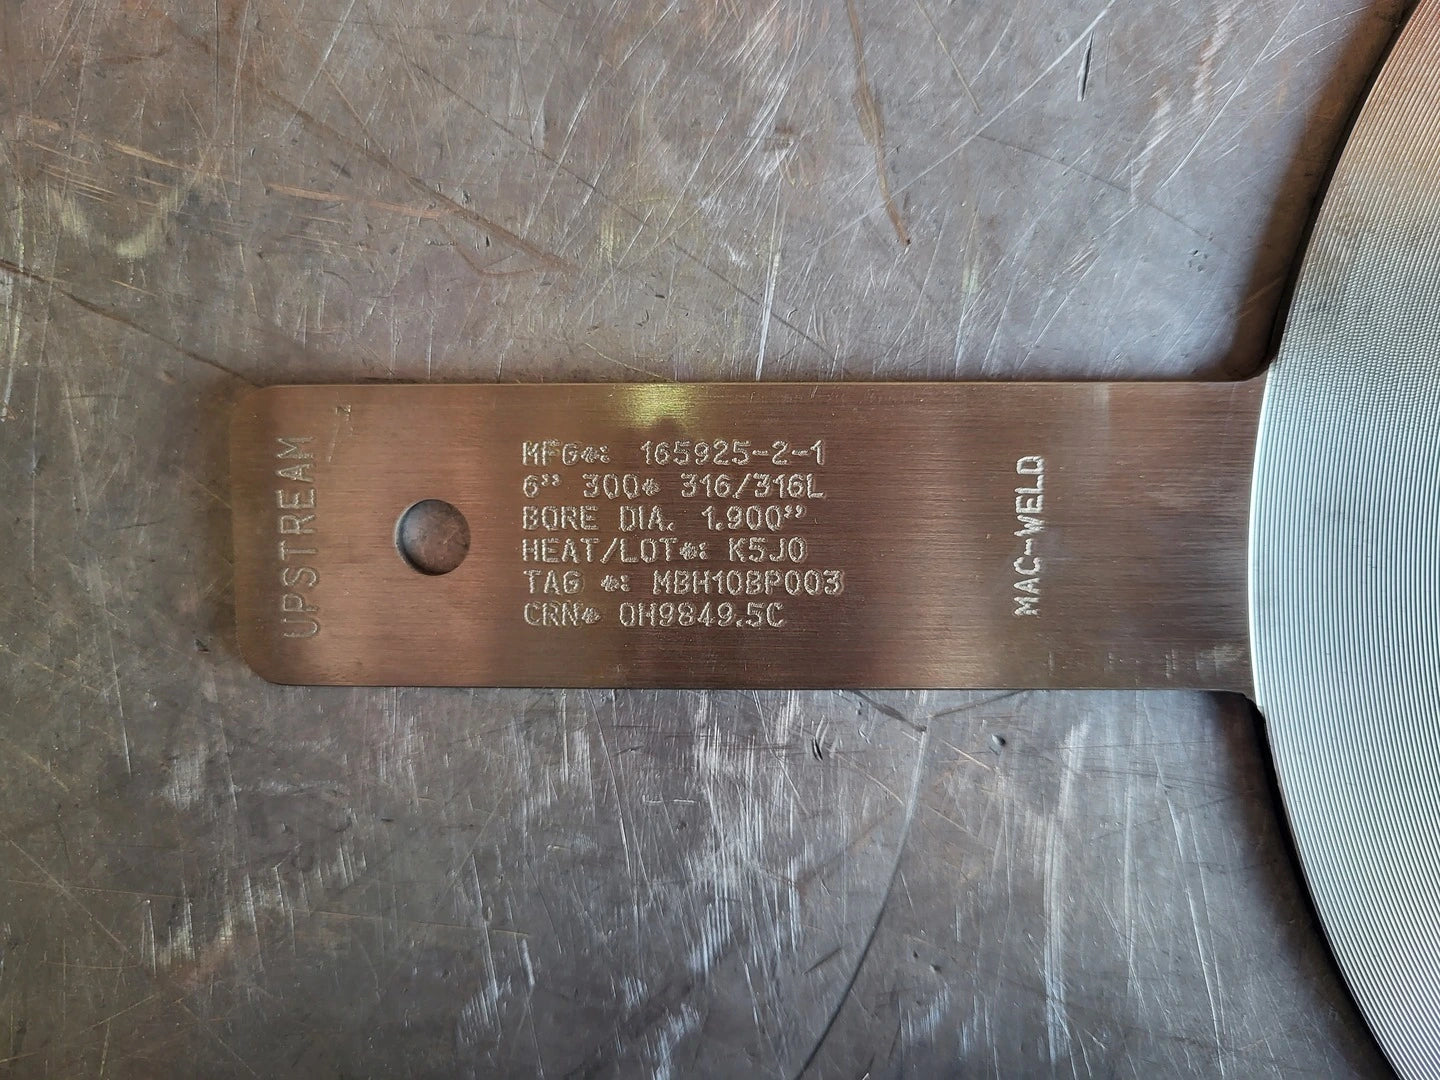 UPSTREAM
MFG#: 165925-2-1
6" 300# 316/316L
BORE DIA. 1.900"
HEAT/LOT#: K5J0
TAG #: MBH10BP003
CRN# 0H9849.5C
MAC-WELD